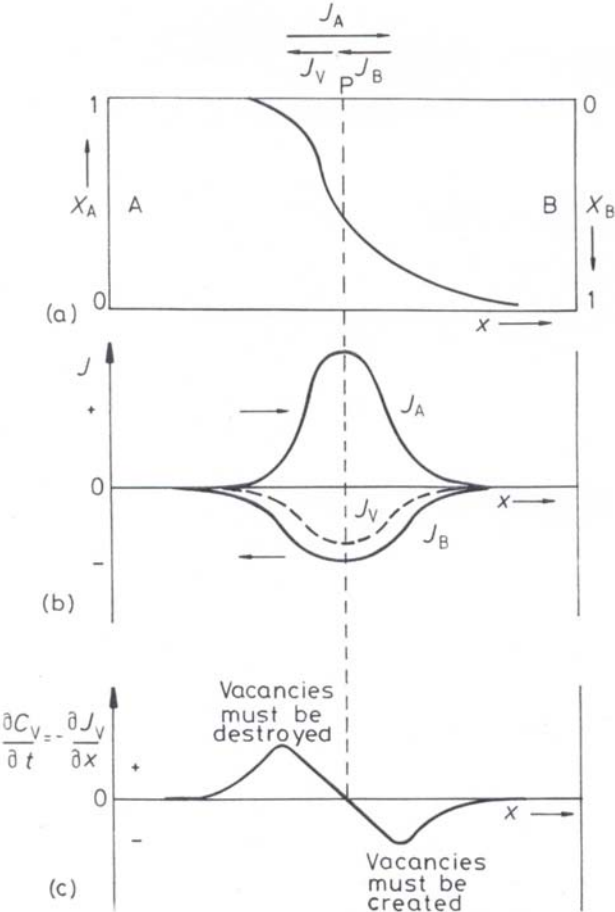 J_A
J_V J_B
P
1 0
X_A A B X_B
0 1
(a) x
J
+
J_A
0 x
J_V
J_B
−
(b)
Vacancies
must be
destroyed
∂C_V/∂t = -∂J_V/∂x
+
0 x
−
Vacancies
must be
created
(c)